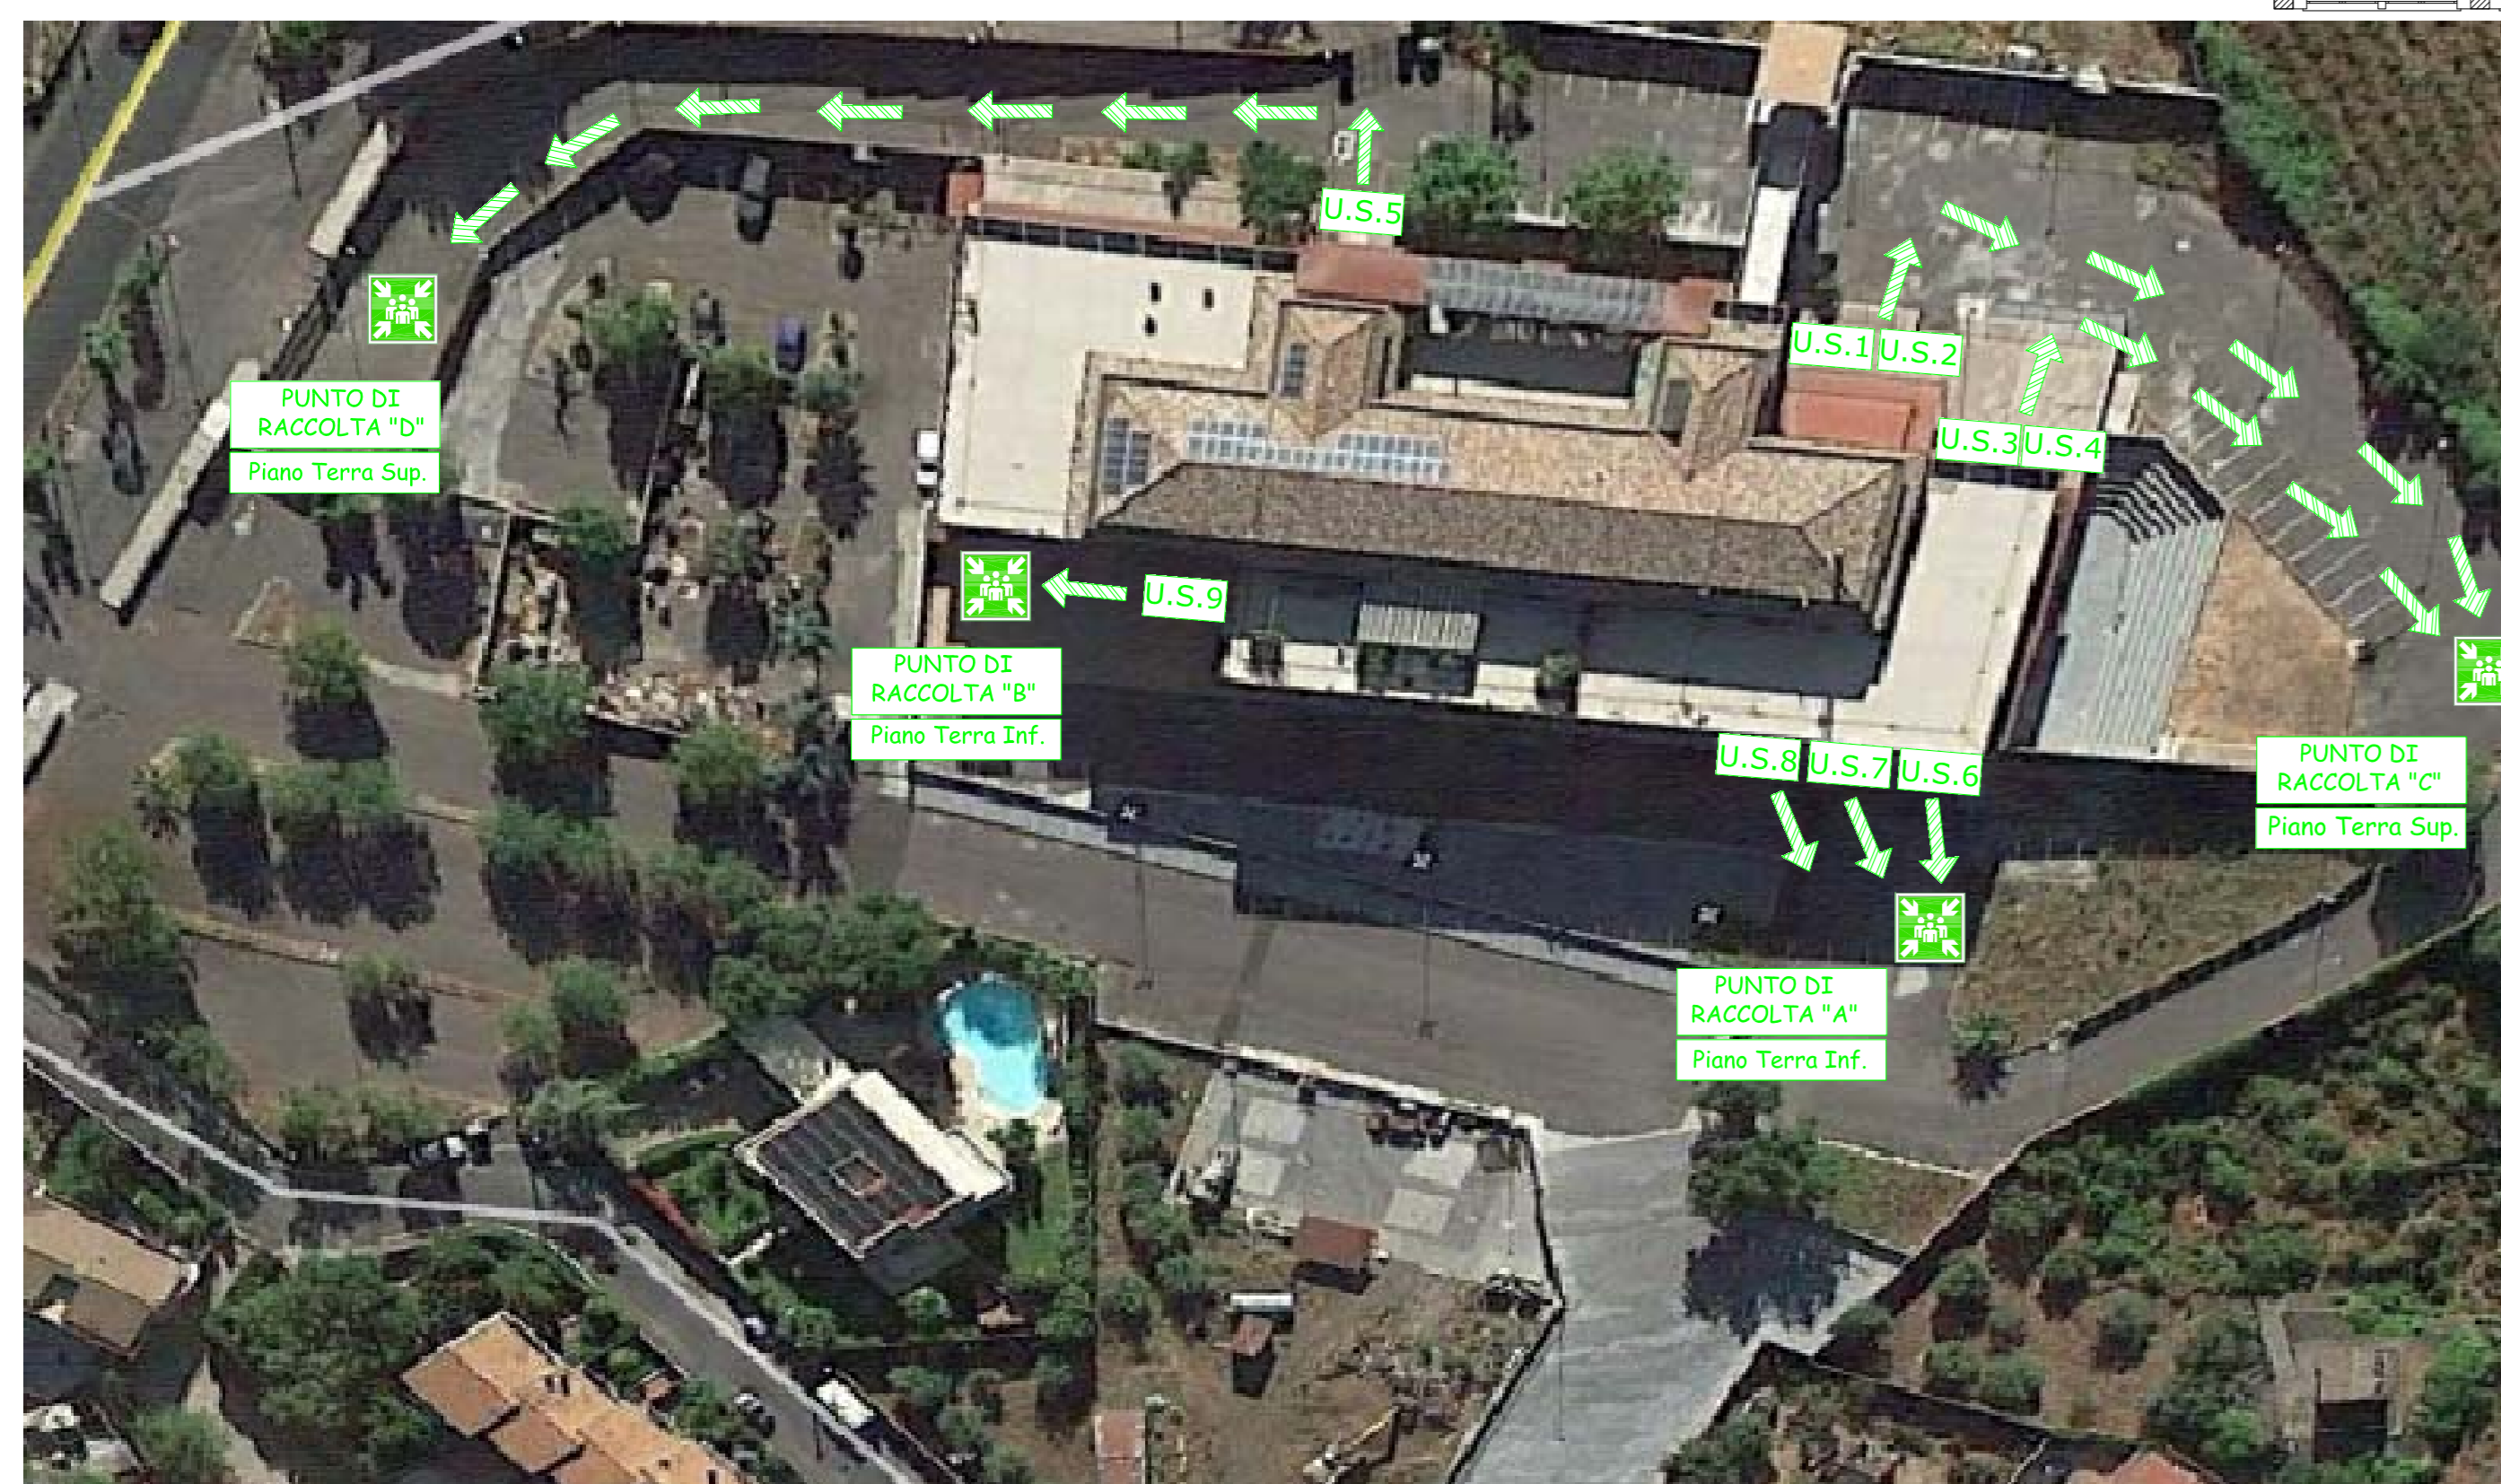 U.S.5
U.S.1
U.S.2
U.S.3
U.S.4
PUNTO DI
RACCOLTA "D"
Piano Terra Sup.
U.S.9
PUNTO DI
RACCOLTA "B"
Piano Terra Inf.
U.S.8
U.S.7
U.S.6
PUNTO DI
RACCOLTA "C"
Piano Terra Sup.
PUNTO DI
RACCOLTA "A"
Piano Terra Inf.